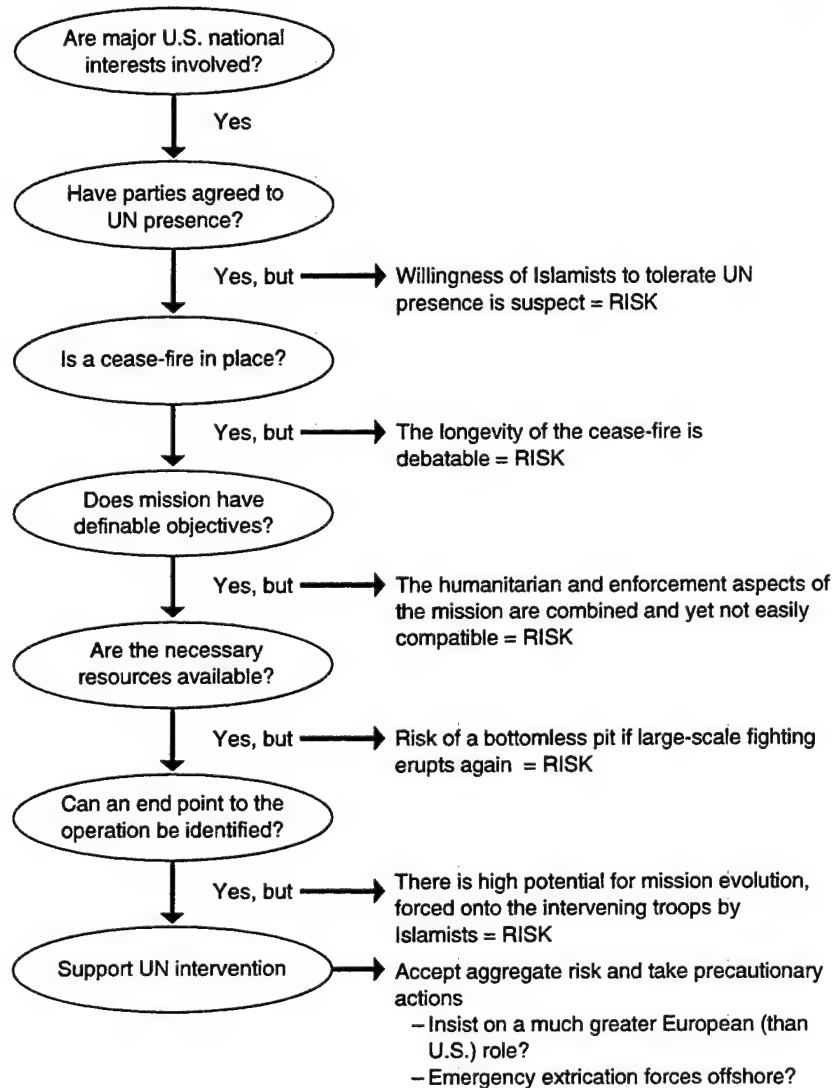 Are major U.S. national
interests involved?
Yes
Have parties agreed to
UN presence?
Yes, but
Willingness of Islamists to tolerate UN
presence is suspect = RISK
Is a cease-fire in place?
Yes, but
The longevity of the cease-fire is
debatable = RISK
Does mission have
definable objectives?
Yes, but
The humanitarian and enforcement aspects of
the mission are combined and yet not easily
compatible = RISK
Are the necessary
resources available?
Yes, but
Risk of a bottomless pit if large-scale fighting
erupts again = RISK
Can an end point to the
operation be identified?
Yes, but
There is high potential for mission evolution,
forced onto the intervening troops by
Islamists = RISK
Support UN intervention
Accept aggregate risk and take precautionary
actions
– Insist on a much greater European (than
U.S.) role?
– Emergency extrication forces offshore?